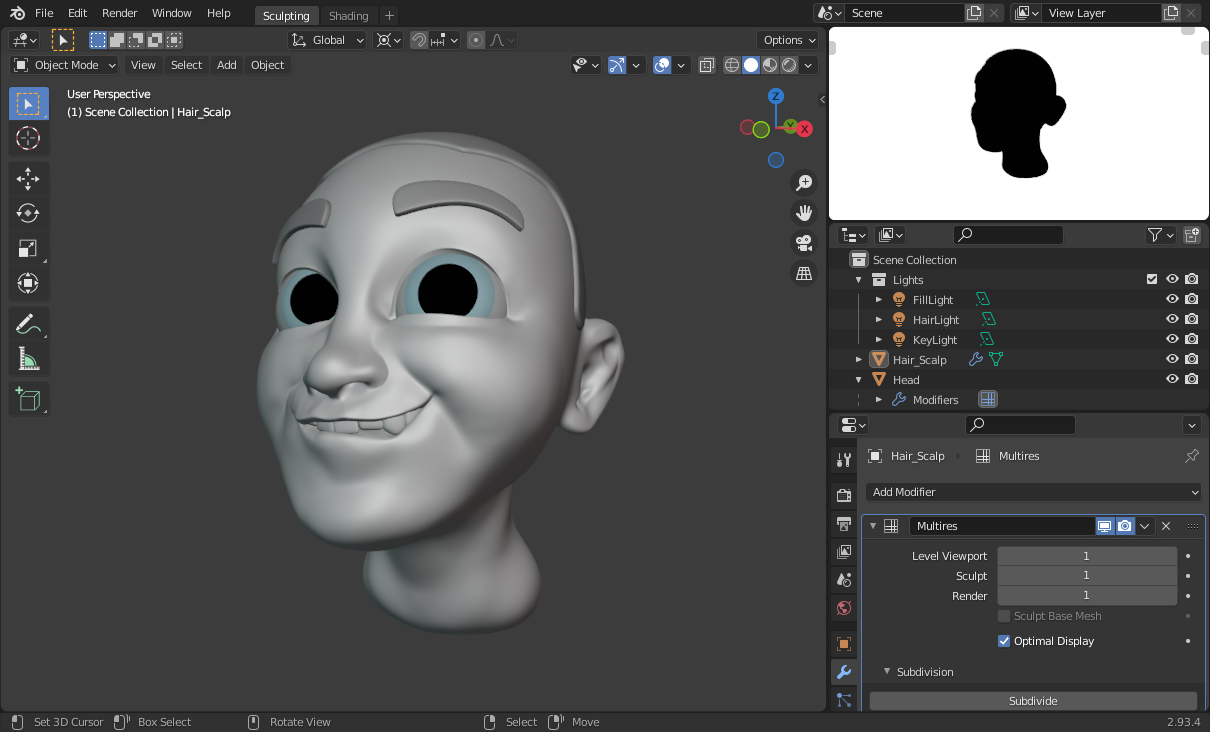 File Edit Render Window Help Sculpting Shading + Scene View Layer
Global Options
Object Mode View Select Add Object
User Perspective
(1) Scene Collection | Hair_Scalp
Z
Y
X
Scene Collection
Lights
FillLight
HairLight
KeyLight
Hair_Scalp
Head
Modifiers
Hair_Scalp Multires
Add Modifier
Multires
Level Viewport 1
Sculpt 1
Render 1
Sculpt Base Mesh
Optimal Display
Subdivision
Subdivide
Set 3D Cursor Box Select Rotate View Select Move 2.93.4